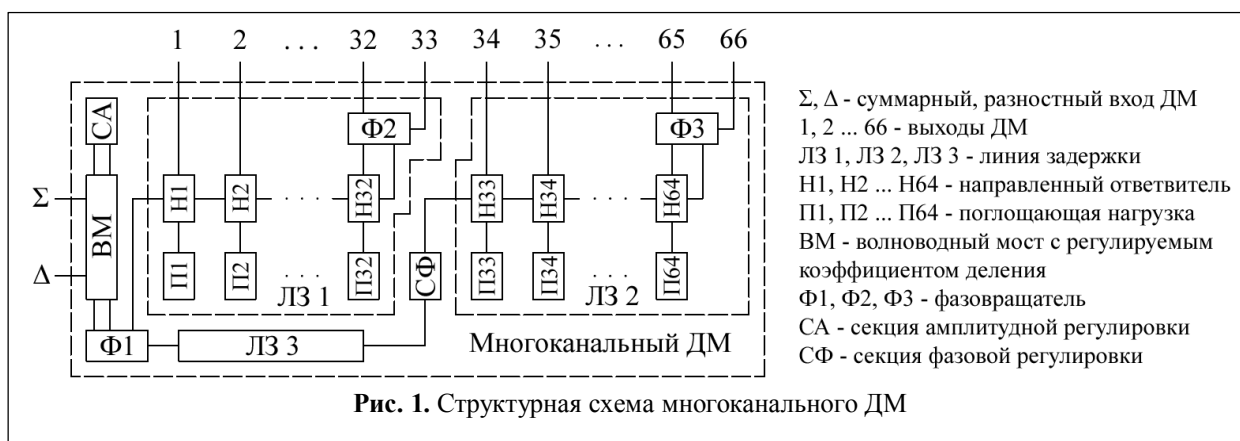 1 2 . . . 32 33 34 35 . . . 65 66
СА Ф2 Ф3
Σ ВМ Н1 Н2 · · · Н32 Н33 Н34 · · · Н64
Δ П1 П2 · · · П32 СФ П33 П34 · · · П64
ЛЗ 1 ЛЗ 2
Ф1 ЛЗ 3 Многоканальный ДМ
Σ, Δ - суммарный, разностный вход ДМ
1, 2 ... 66 - выходы ДМ
ЛЗ 1, ЛЗ 2, ЛЗ 3 - линия задержки
Н1, Н2 ... Н64 - направленный ответвитель
П1, П2 ... П64 - поглощающая нагрузка
ВМ - волноводный мост с регулируемым
коэффициентом деления
Ф1, Ф2, Ф3 - фазовращатель
СА - секция амплитудной регулировки
СФ - секция фазовой регулировки
Рис. 1. Структурная схема многоканального ДМ